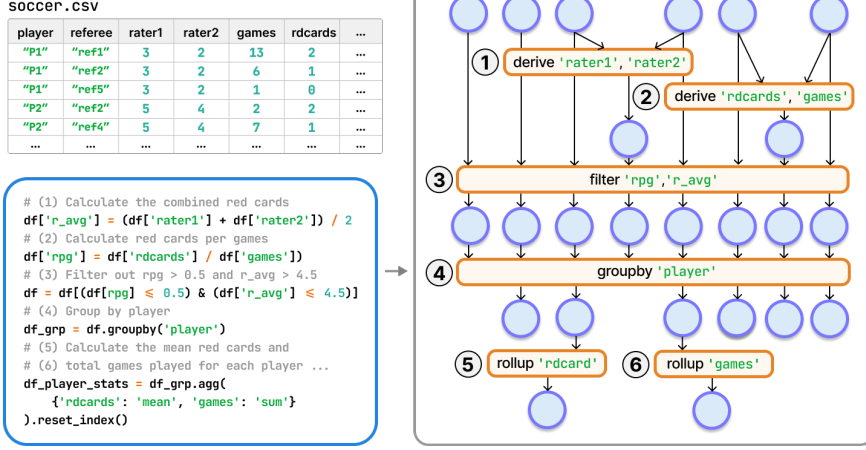 soccer.csv
player referee rater1 rater2 games rdcards ...
“P1” “ref1” 3 2 13 2 ...
“P1” “ref2” 3 2 6 1 ...
“P1” “ref5” 3 2 1 0 ...
“P2” “ref2” 5 4 2 2 ...
“P2” “ref4” 5 4 7 1 ...
... ... ... ... ... ... ...
# (1) Calculate the combined red cards
df['r_avg'] = (df['rater1'] + df['rater2']) / 2
# (2) Calculate red cards per games
df['rpg'] = df['rdcards'] / df['games'])
# (3) Filter out rpg > 0.5 and r_avg > 4.5
df = df[(df[rpg] ⩽ 0.5) & (df['r_avg'] ⩽ 4.5)]
# (4) Group by player
df_grp = df.groupby('player')
# (5) Calculate the mean red cards and
# (6) total games played for each player ...
df_player_stats = df_grp.agg(
{'rdcards': 'mean', 'games': 'sum'}
).reset_index()
1 derive 'rater1','rater2'
2 derive 'rdcards','games'
3 filter 'rpg','r_avg'
4 groupby 'player'
5 rollup 'rdcard'
6 rollup 'games'